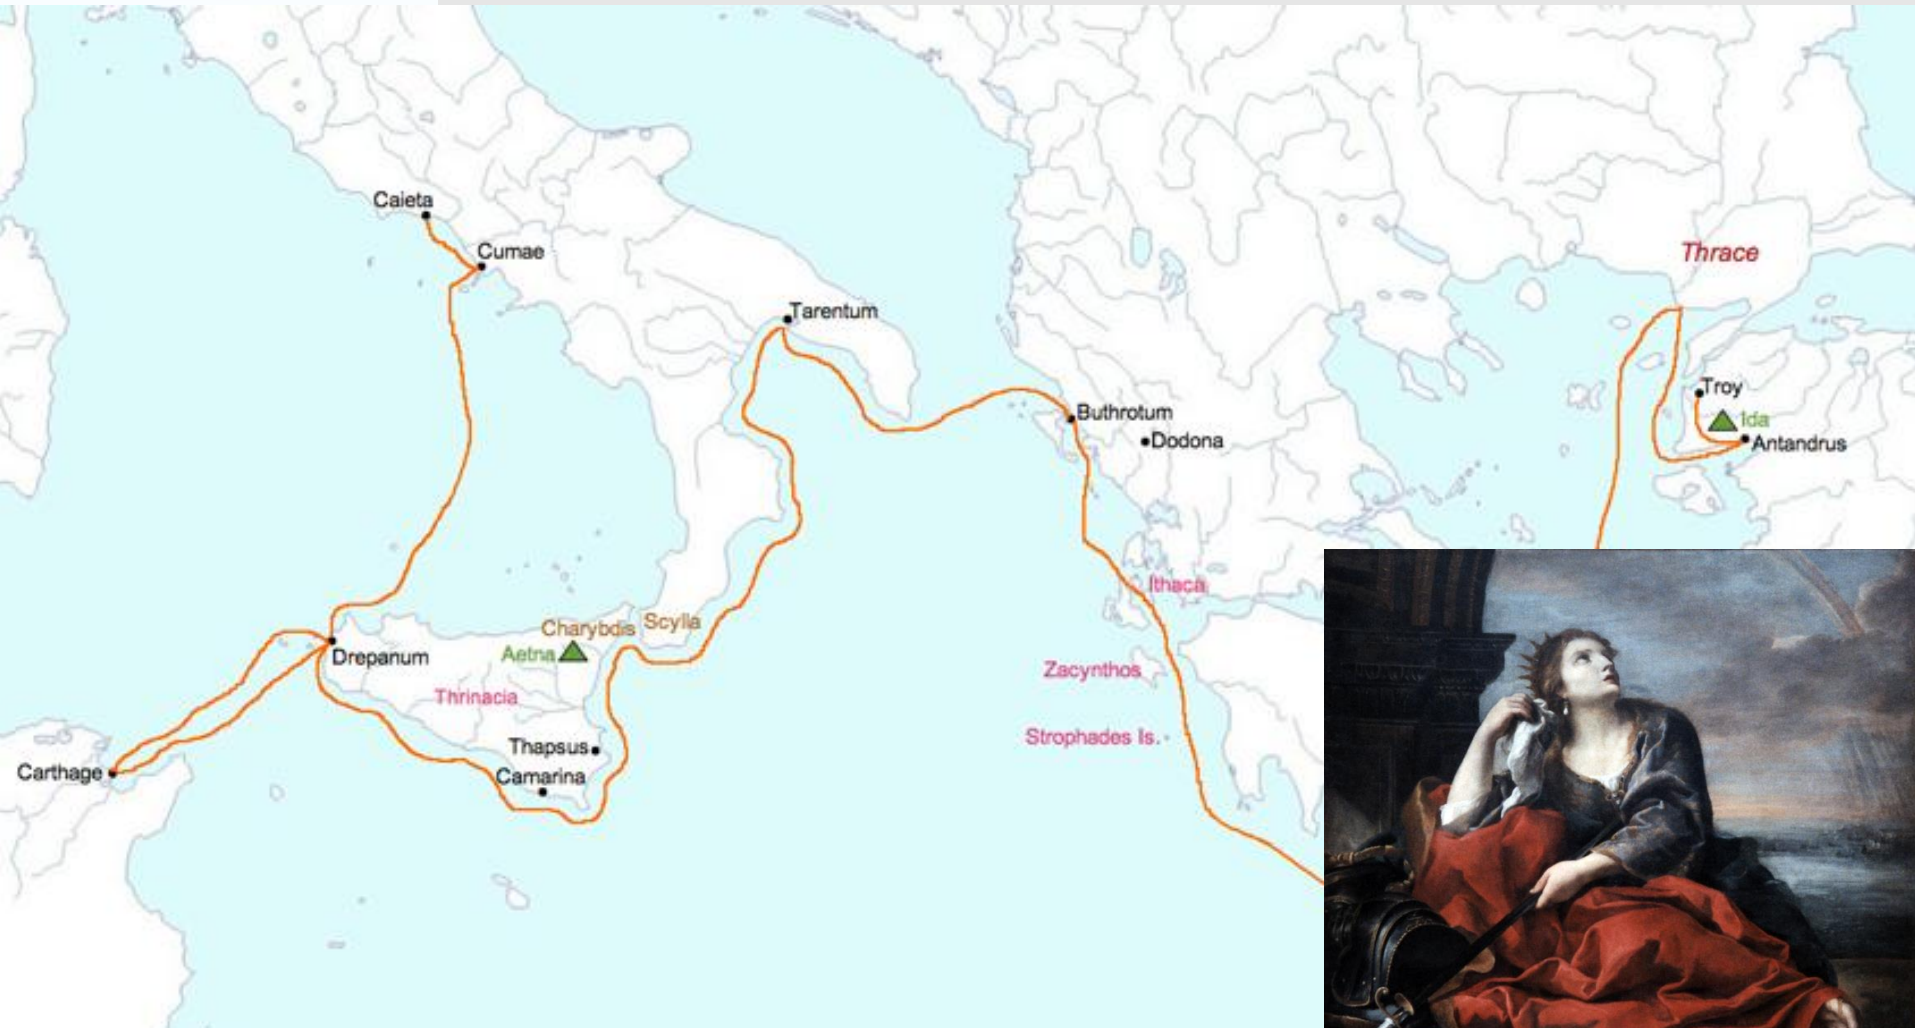 Caieta
Cumae
Thrace
Tarentum
Troy
Ida
Buthrotum
Dodona
Antandrus
Ithaca
Charybdis
Scylla
Aetna
Drepanum
Zacynthos
Thrinacia
Strophades Is.
Thapsus
Carthage
Camarina